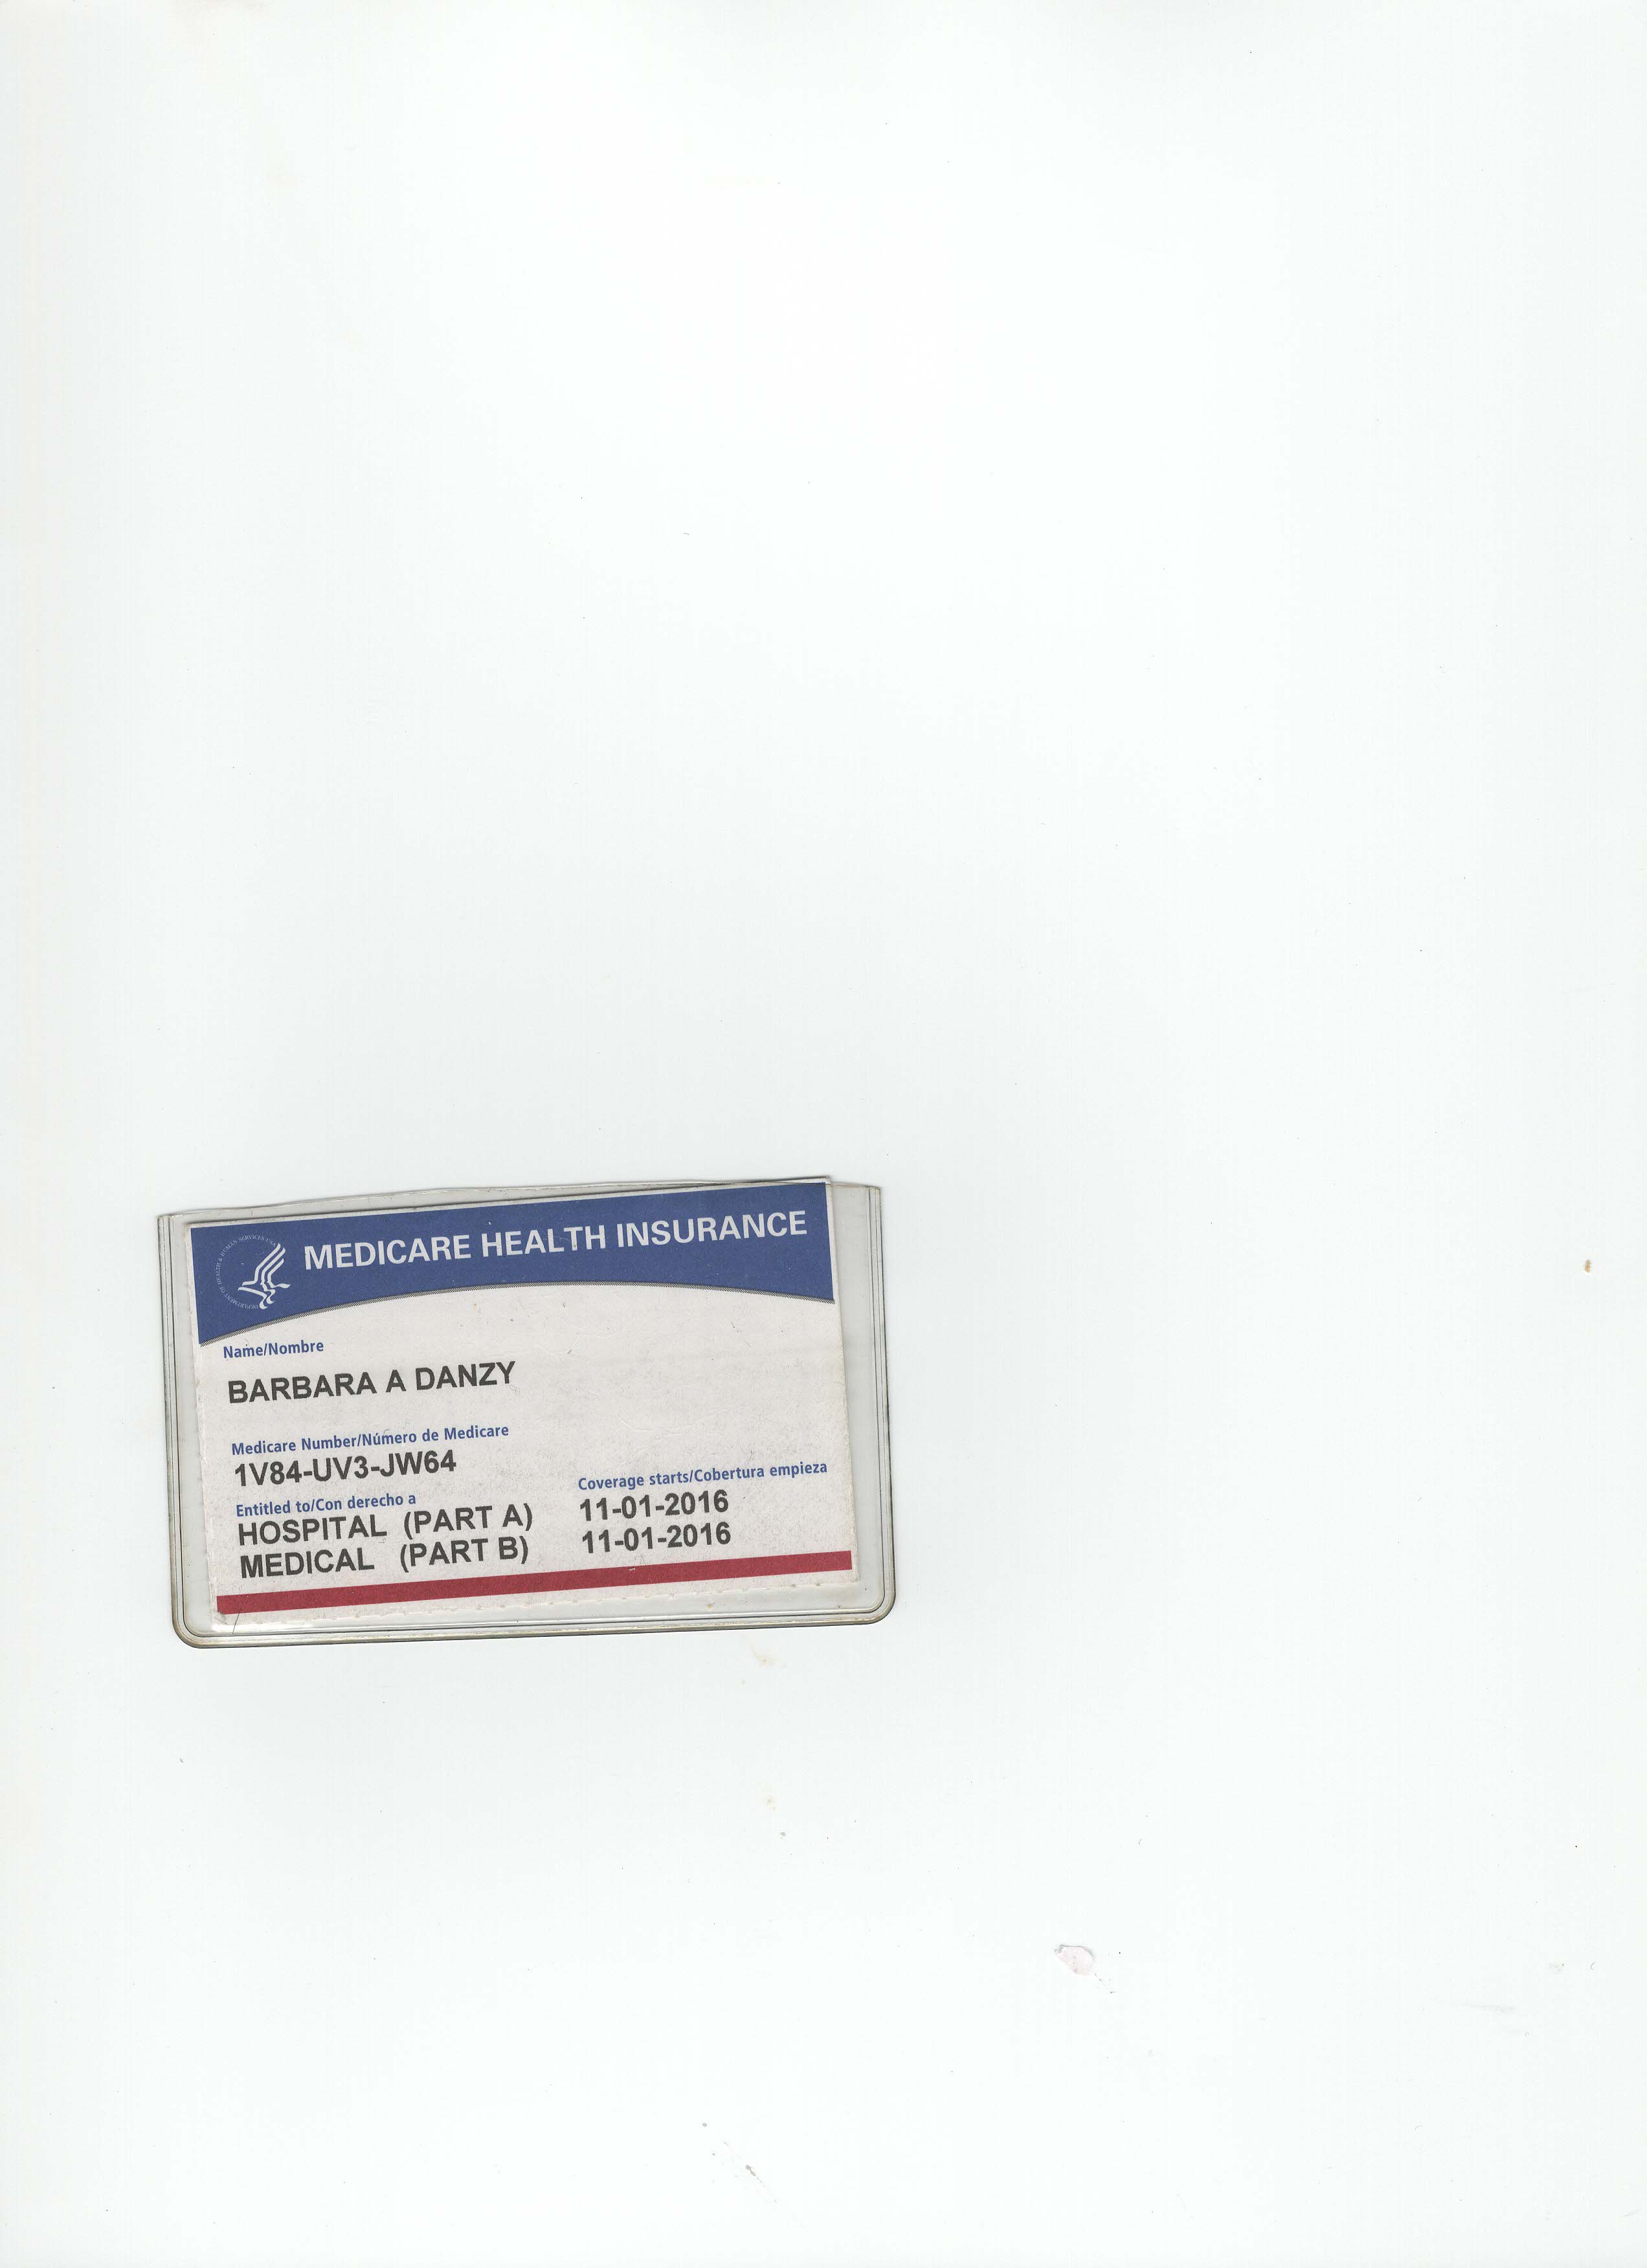 MEDICARE HEALTH INSURANCE
Name/Nombre
BARBARA A DANZY
Medicare Number/Número de Medicare
1V84-UV3-JW64
Entitled to/Con derecho a
Coverage starts/Cobertura empieza
HOSPITAL (PART A) 11-01-2016
MEDICAL (PART B) 11-01-2016